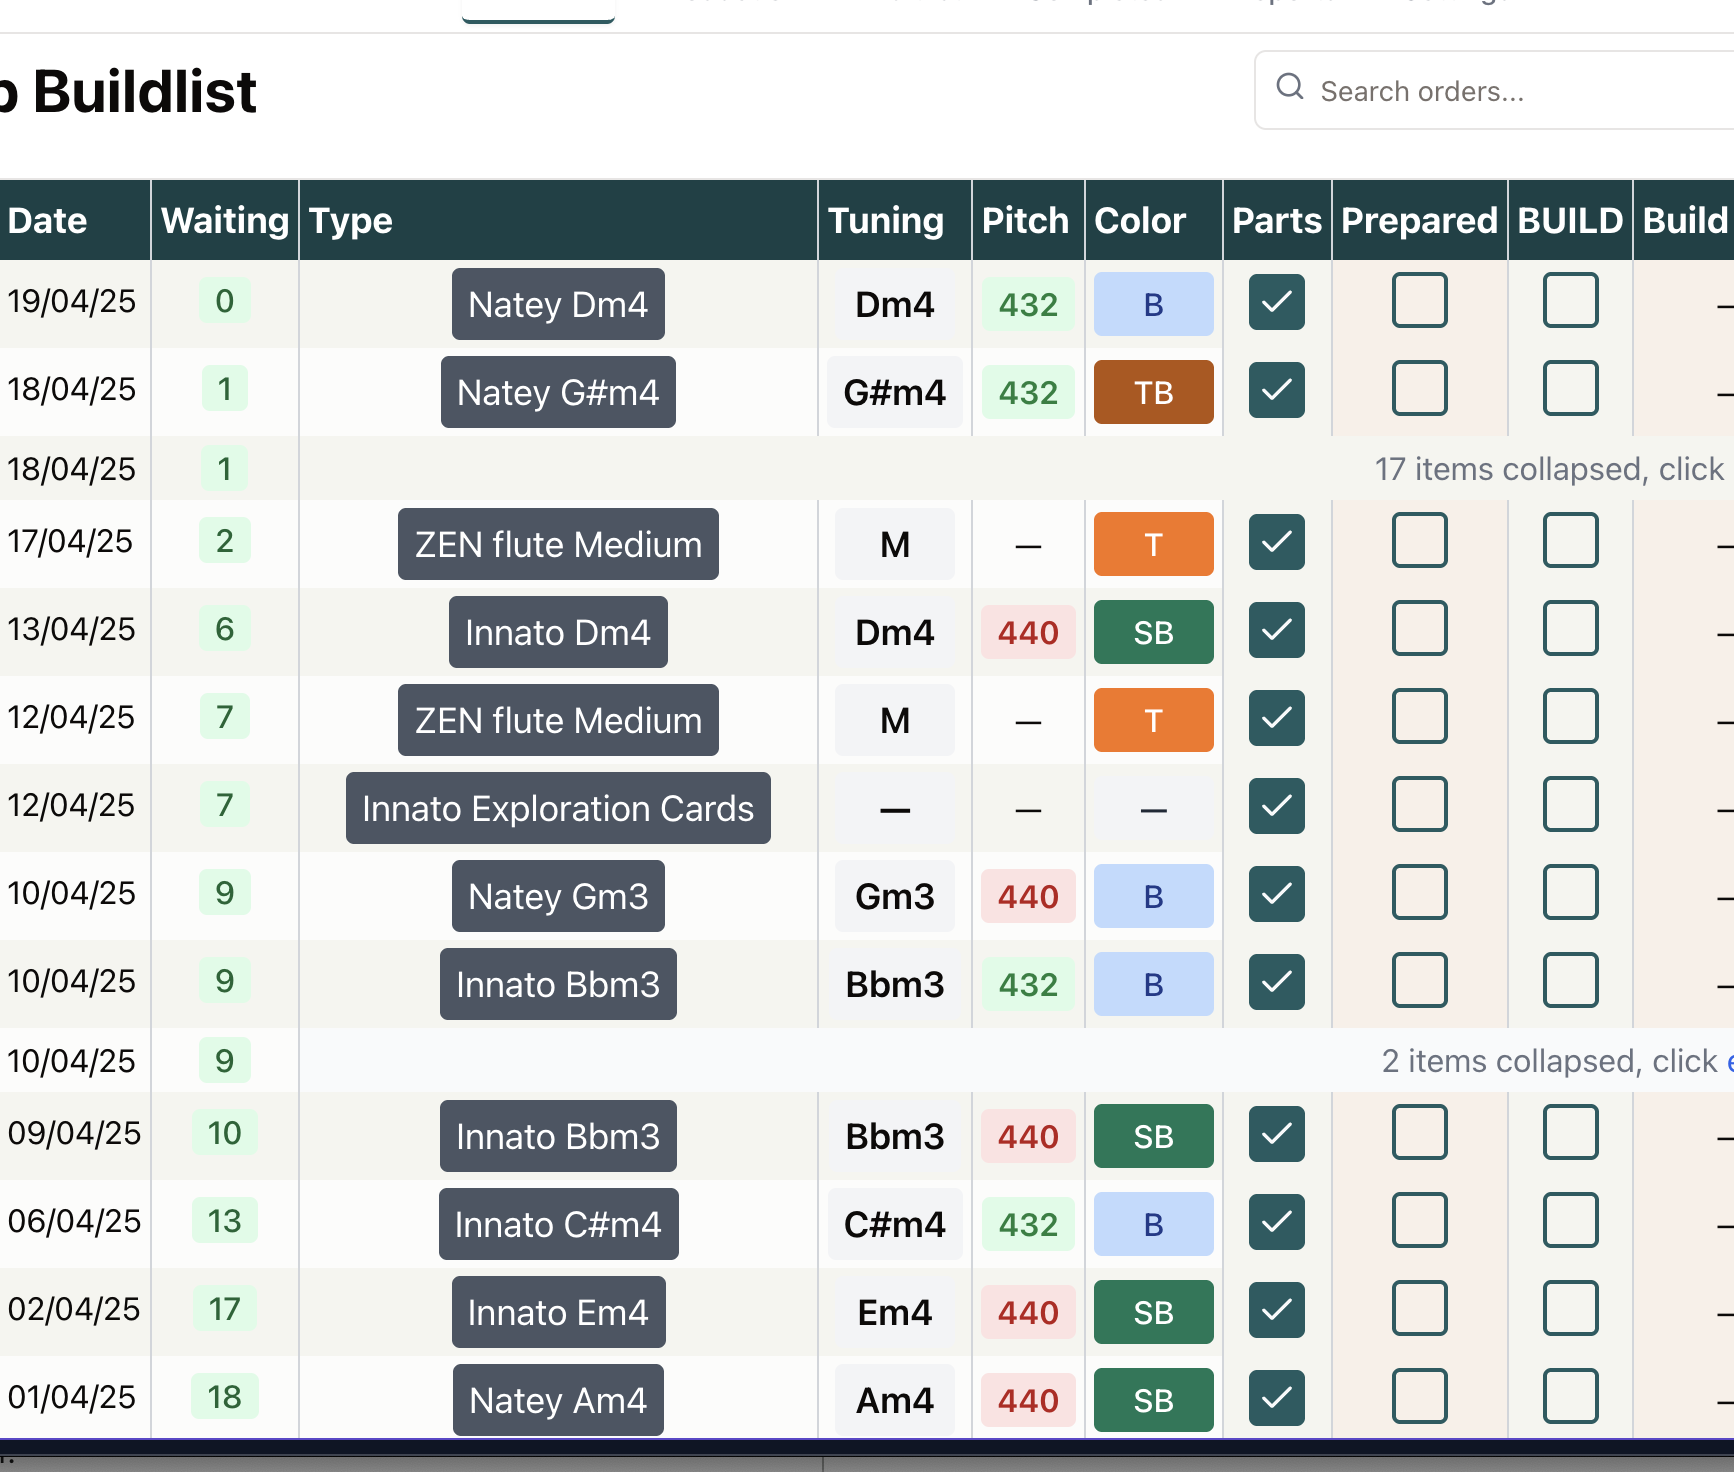 Buildlist
Search orders...
Date Waiting Type Tuning Pitch Color Parts Prepared BUILD Build
19/04/25 0 Natey Dm4 Dm4 432 B —
18/04/25 1 Natey G#m4 G#m4 432 TB —
18/04/25 1 17 items collapsed, click
17/04/25 2 ZEN flute Medium M — T —
13/04/25 6 Innato Dm4 Dm4 440 SB —
12/04/25 7 ZEN flute Medium M — T —
12/04/25 7 Innato Exploration Cards — — — —
10/04/25 9 Natey Gm3 Gm3 440 B —
10/04/25 9 Innato Bbm3 Bbm3 432 B —
10/04/25 9 2 items collapsed, click
09/04/25 10 Innato Bbm3 Bbm3 440 SB —
06/04/25 13 Innato C#m4 C#m4 432 B —
02/04/25 17 Innato Em4 Em4 440 SB —
01/04/25 18 Natey Am4 Am4 440 SB —